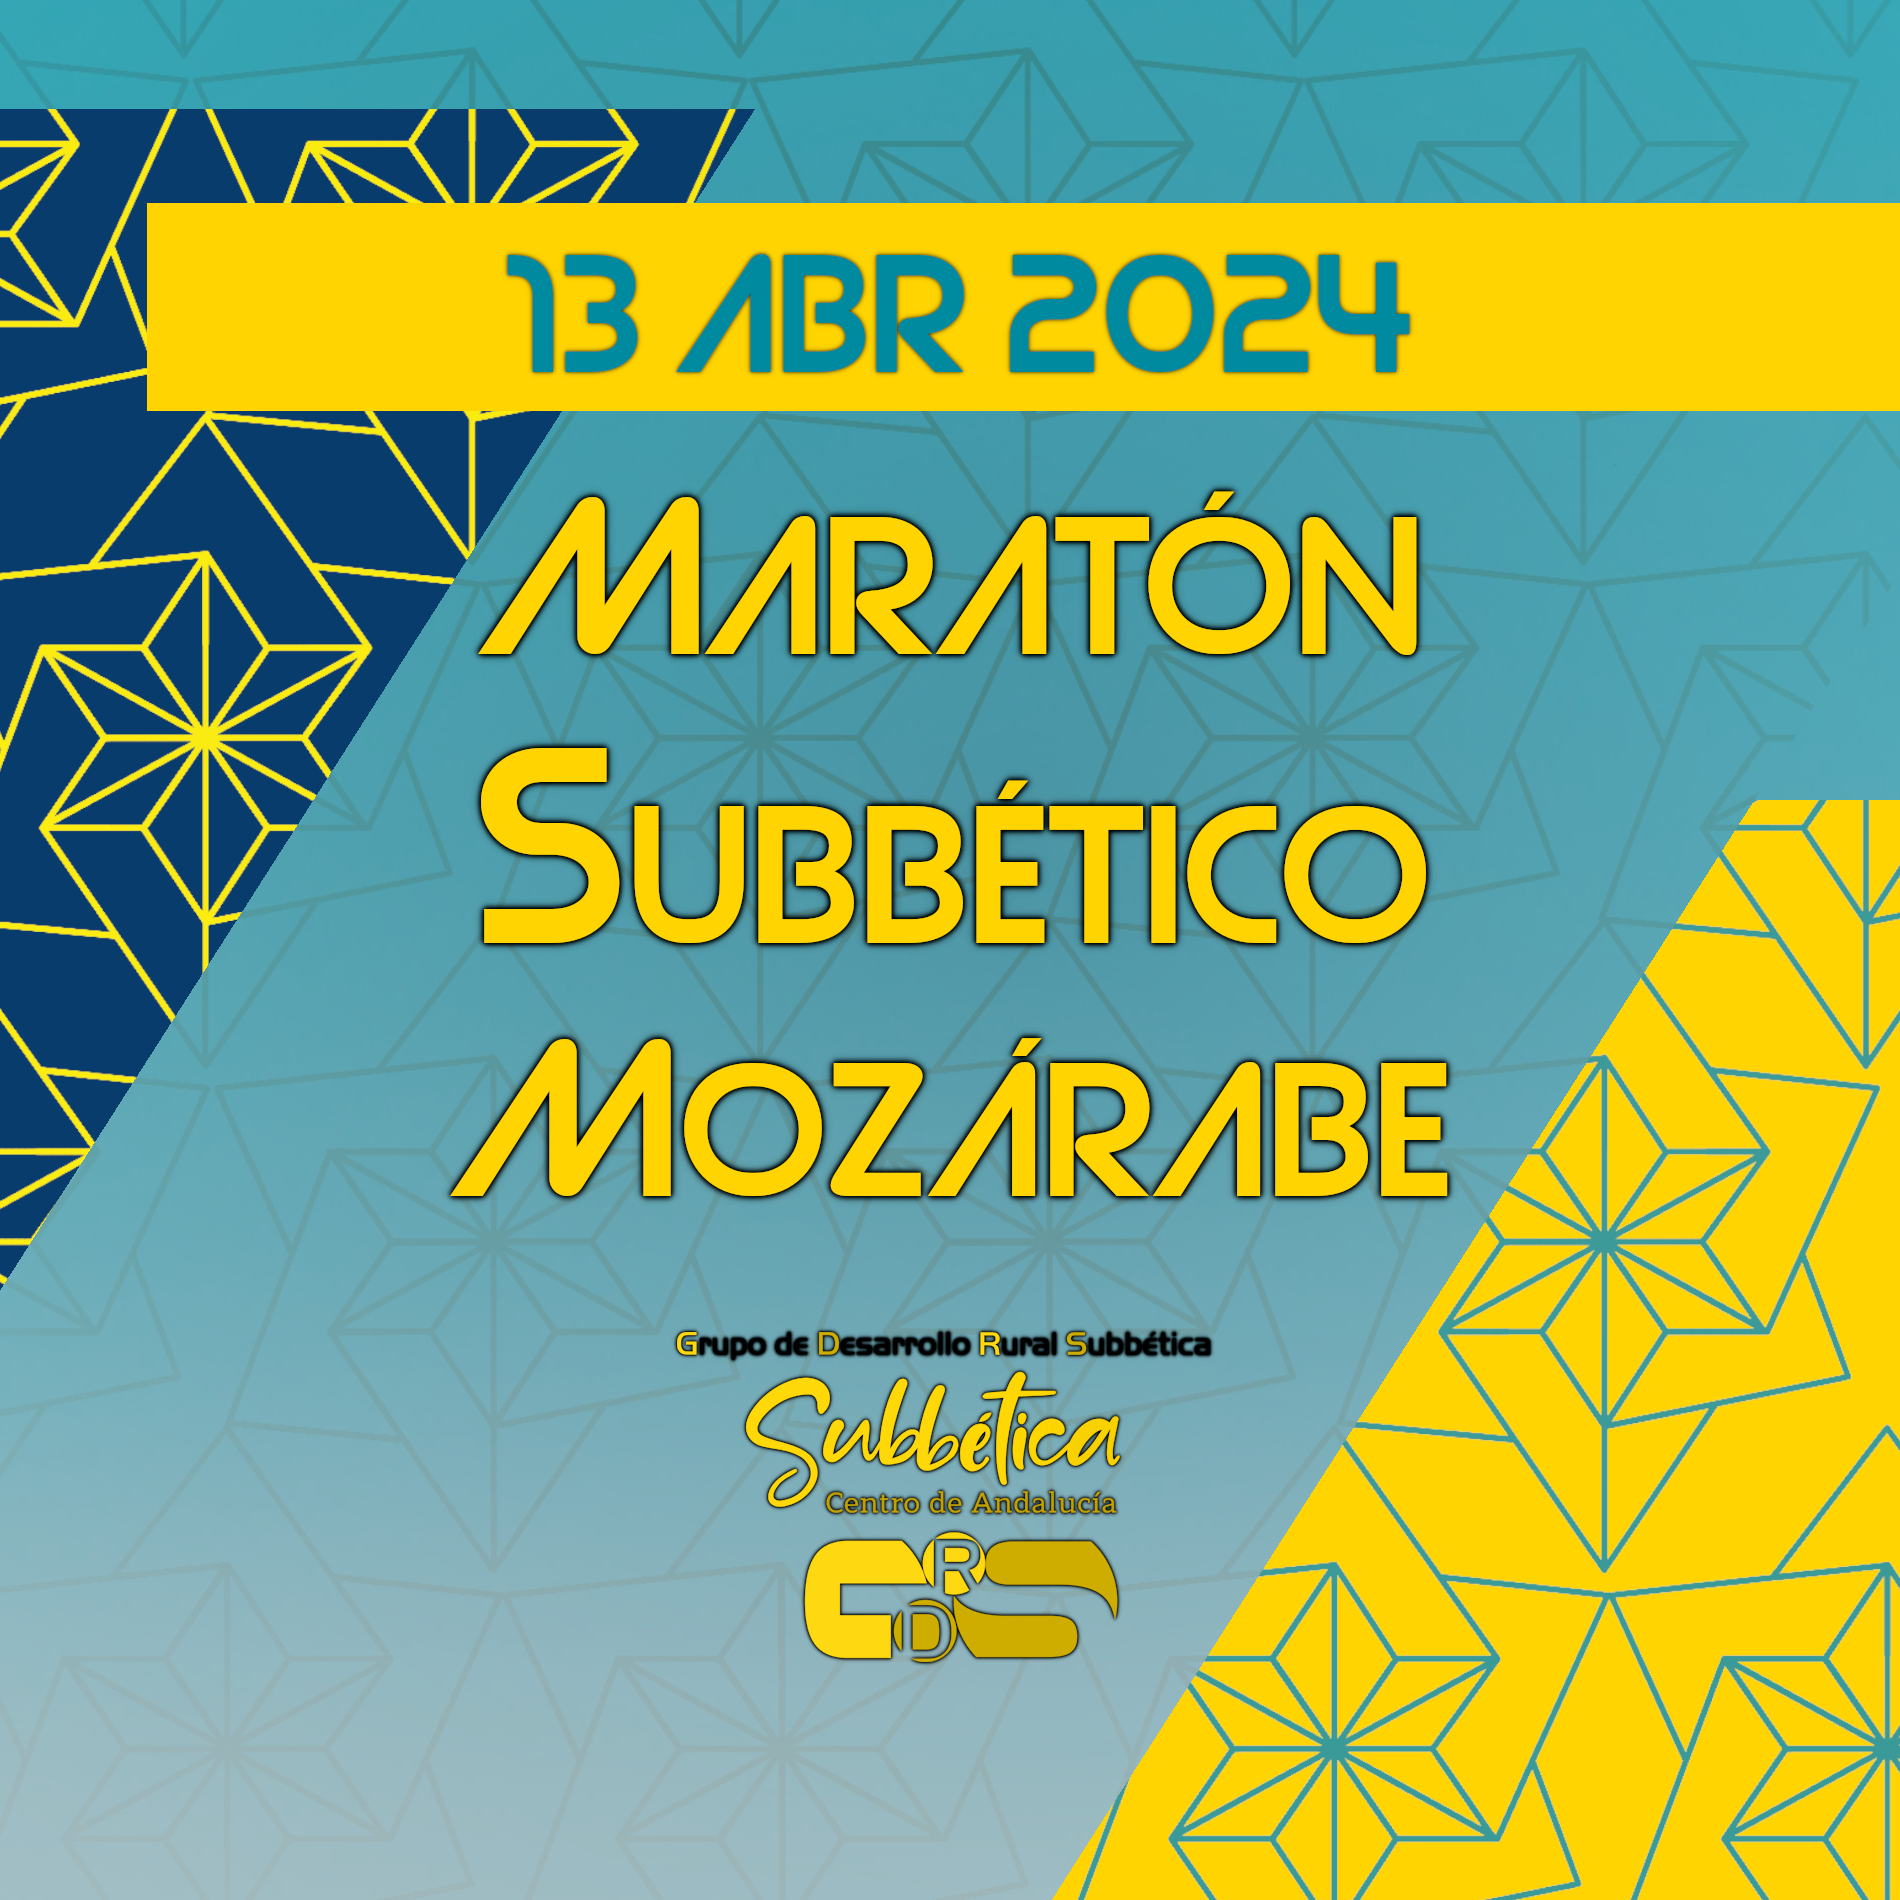 13 ABR 2024
MARATÓN
SUBBÉTICO
MOZÁRABE
Grupo de Desarrollo Rural Subbética
Subbética
Centro de Andalucía
GDRS